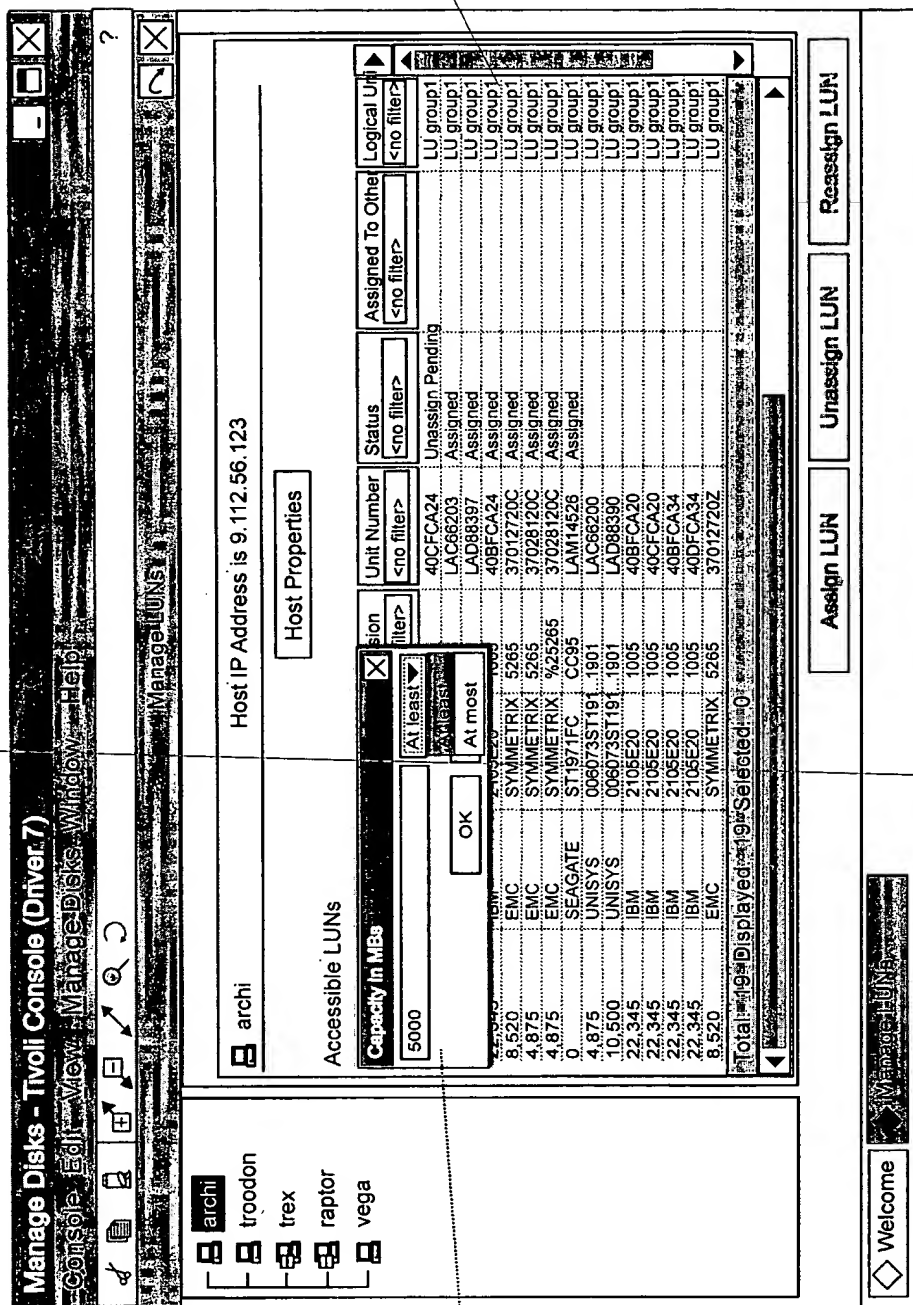 Manage Disks - Tivoli Console (Driver 7)
Console Edit View Manage Disks Window Help
?
Manage LUNs
archi
troodon
trex
raptor
vega
archi
Host IP Address is 9.112.56.123
Host Properties
Accessible LUNs
Unit Number Status Assigned To Other Logical Uni
<no filter> <no filter> <no filter> <no filter>
Capacity In MBs
5000
At least
At least
At most
OK
40CFCA24 Unassign Pending LU group1
LAC66203 Assigned LU group1
LAD88397 Assigned LU group1
40BFCA24 Assigned LU group1
8.520 EMC SYMMETRIX 5265 37012720C Assigned LU group1
4.875 EMC SYMMETRIX 5265 37028120C Assigned LU group1
4.875 EMC SYMMETRIX %25265 37028120C Assigned LU group1
0 SEAGATE ST1971FC CC95 LAM14526 Assigned LU group1
4.875 UNISYS 006073ST191 1901 LAC66200 LU group1
10,500 UNISYS 006073ST191 1901 LAD88390 LU group1
22,345 IBM 2105E20 1005 40BFCA20 LU group1
22,345 IBM 2105E20 1005 40CFCA20 LU group1
22,345 IBM 2105E20 1005 40BFCA34 LU group1
22,345 IBM 2105E20 1005 40DFCA34 LU group1
8.520 EMC SYMMETRIX 5265 37012720Z LU group1
Total: 19 Displayed: 19 Selected: 0
Assign LUN Unassign LUN Reassign LUN
Welcome Manage LUNs